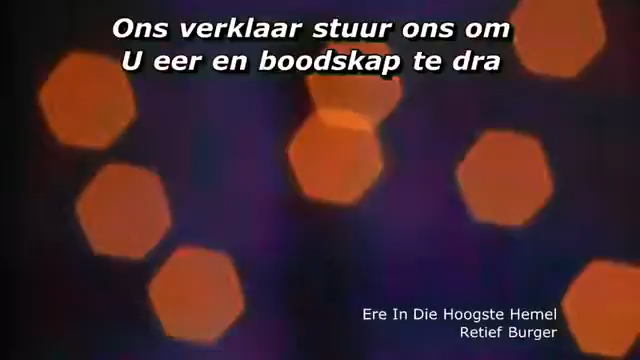 Ons verklaar stuur ons om
U eer en boodskap te dra
Ere In Die Hoogste Hemel
Retief Burger